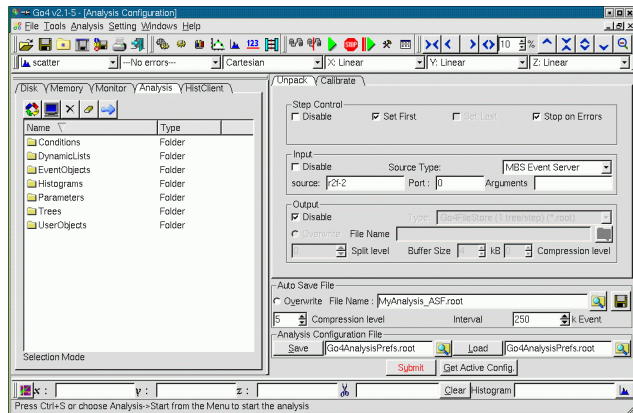 Go4 v2.1-5 - [Analysis Configuration]
File Tools Analysis Setting Windows Help
123 10 %
scatter ---No errors--- Cartesian X: Linear Y: Linear Z: Linear
Disk Memory Monitor Analysis HistClient
Name Type
Conditions Folder
DynamicLists Folder
EventObjects Folder
Histograms Folder
Parameters Folder
Trees Folder
UserObjects Folder
Selection Mode
Unpack Calibrate
Step Control
Disable Set First Set Last Stop on Errors
Input
Disable Source Type: MBS Event Server
source: r2f-2 Port : 0 Arguments
Output
Disable Type: Go4FileStore (1 tree/step) (*.root)
Overwrite File Name
0 Split level Buffer Size 4 kB 0 Compression level
Auto Save File
Overwrite File Name : MyAnalysis_ASF.root
5 Compression level Interval 250 k Event
Analysis Configuration File
Save Go4AnalysisPrefs.root Load Go4AnalysisPrefs.root
Submit Get Active Config.
x : y : z : Clear Histogram
Press Ctrl+S or choose Analysis->Start from the Menu to start the analysis